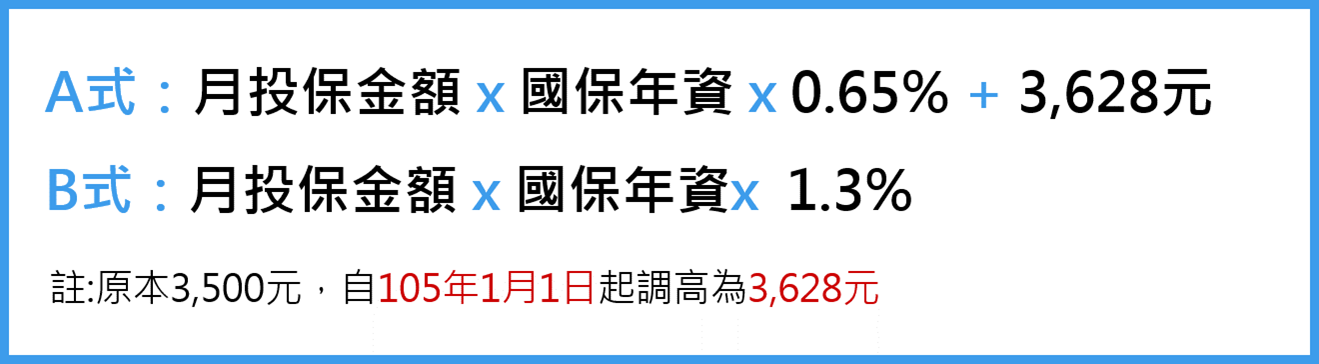 A式：月投保金額 x 國保年資 x 0.65% + 3,628元
B式：月投保金額 x 國保年資x 1.3%
註:原本3,500元，自105年1月1日起調高為3,628元